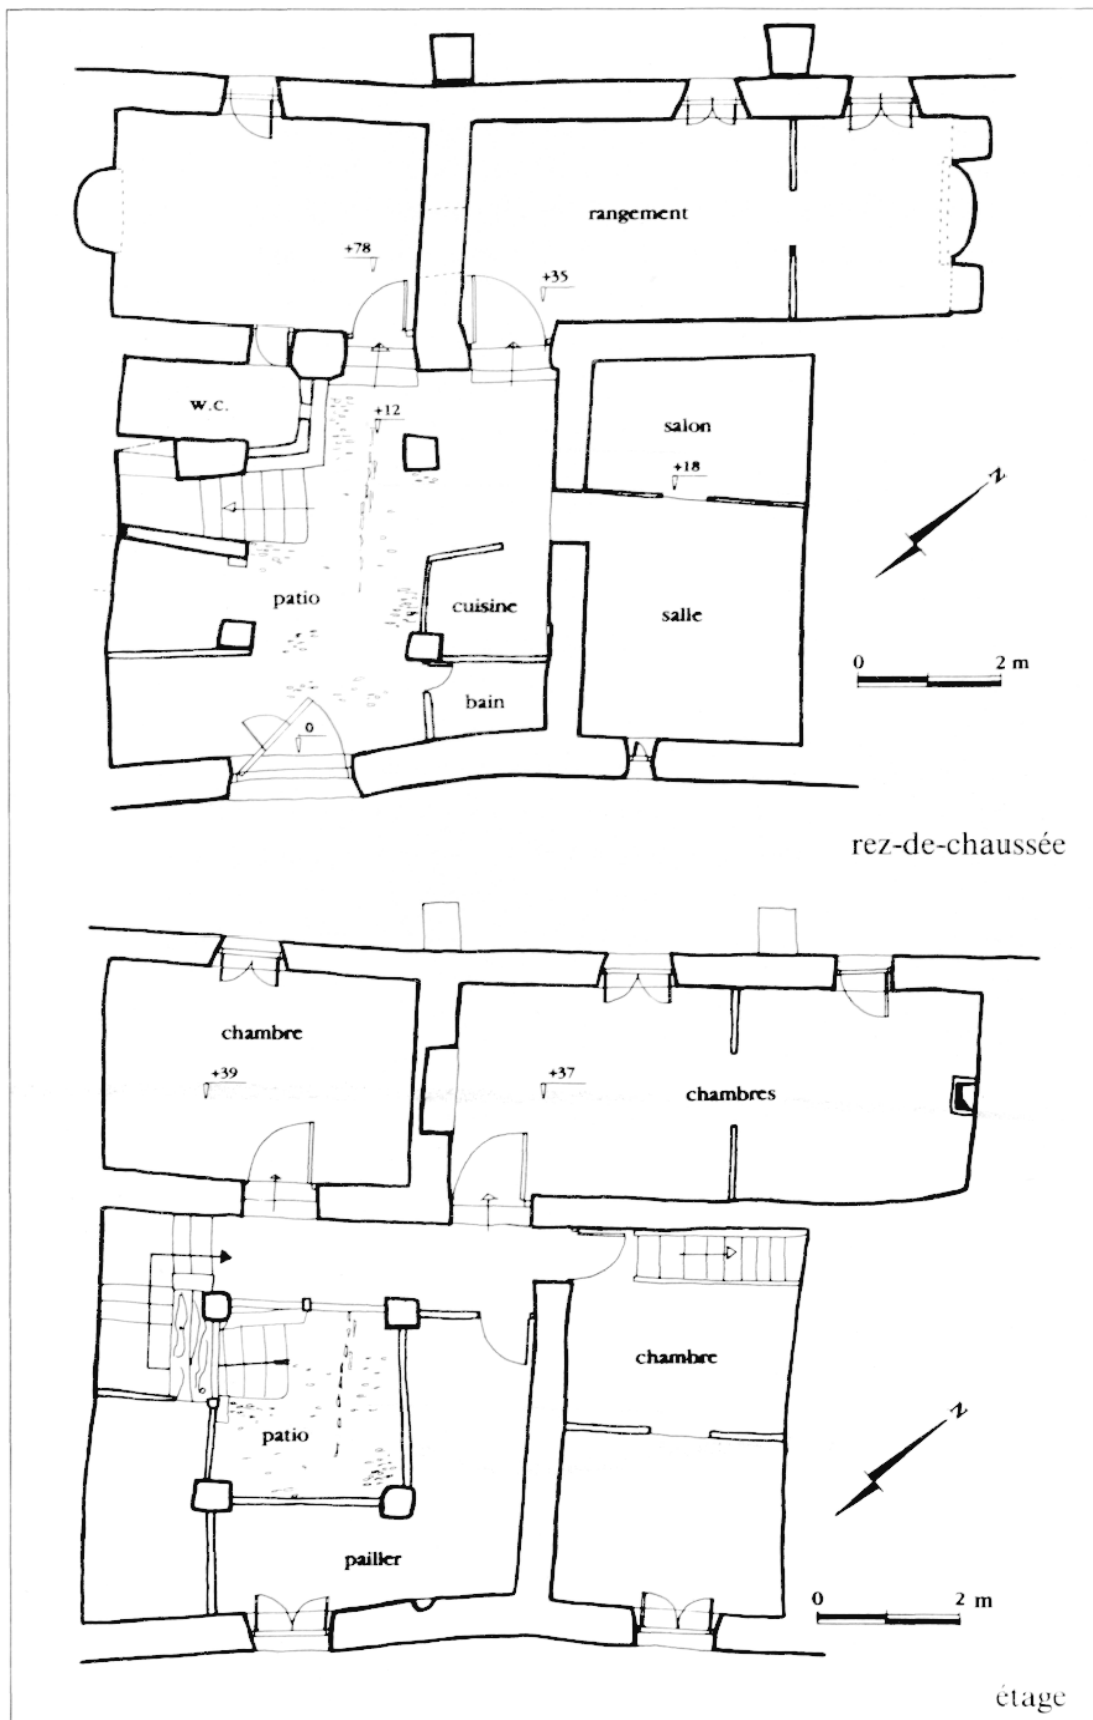 rangement
+78
+35
w.c.
+12
salon
+18
N
patio
cuisine
salle
0 2 m
bain
0
rez-de-chaussée
chambre
+39
+37
chambres
chambre
patio
N
pailler
0 2 m
étage